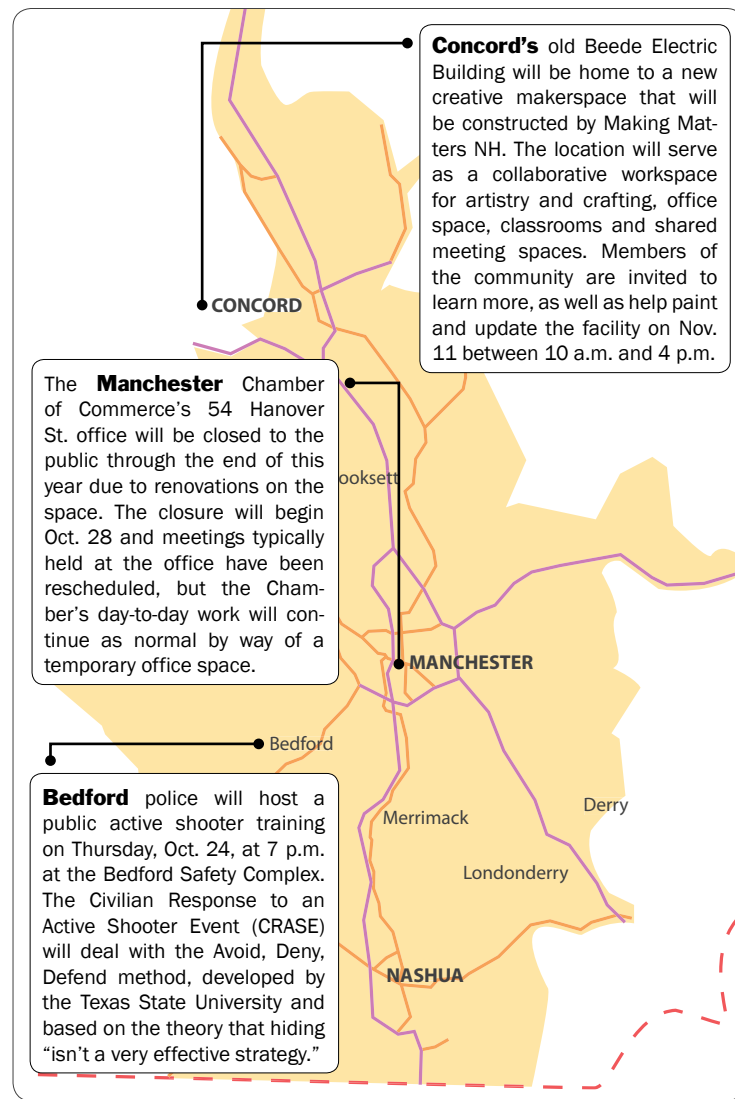 Concord’s old Beede Electric
Building will be home to a new
creative makerspace that will
be constructed by Making Mat-
ters NH. The location will serve
as a collaborative workspace
for artistry and crafting, office
space, classrooms and shared
meeting spaces. Members of
the community are invited to
learn more, as well as help paint
and update the facility on Nov.
11 between 10 a.m. and 4 p.m.
CONCORD
The Manchester Chamber
of Commerce’s 54 Hanover
St. office will be closed to the
public through the end of this
year due to renovations on the
space. The closure will begin
Oct. 28 and meetings typically
held at the office have been
rescheduled, but the Cham-
ber’s day-to-day work will con-
tinue as normal by way of a
temporary office space.
ooksett
MANCHESTER
Bedford
Bedford police will host a
public active shooter training
on Thursday, Oct. 24, at 7 p.m.
at the Bedford Safety Complex.
The Civilian Response to an
Active Shooter Event (CRASE)
will deal with the Avoid, Deny,
Defend method, developed by
the Texas State University and
based on the theory that hiding
“isn’t a very effective strategy.”
Merrimack
Derry
Londonderry
NASHUA